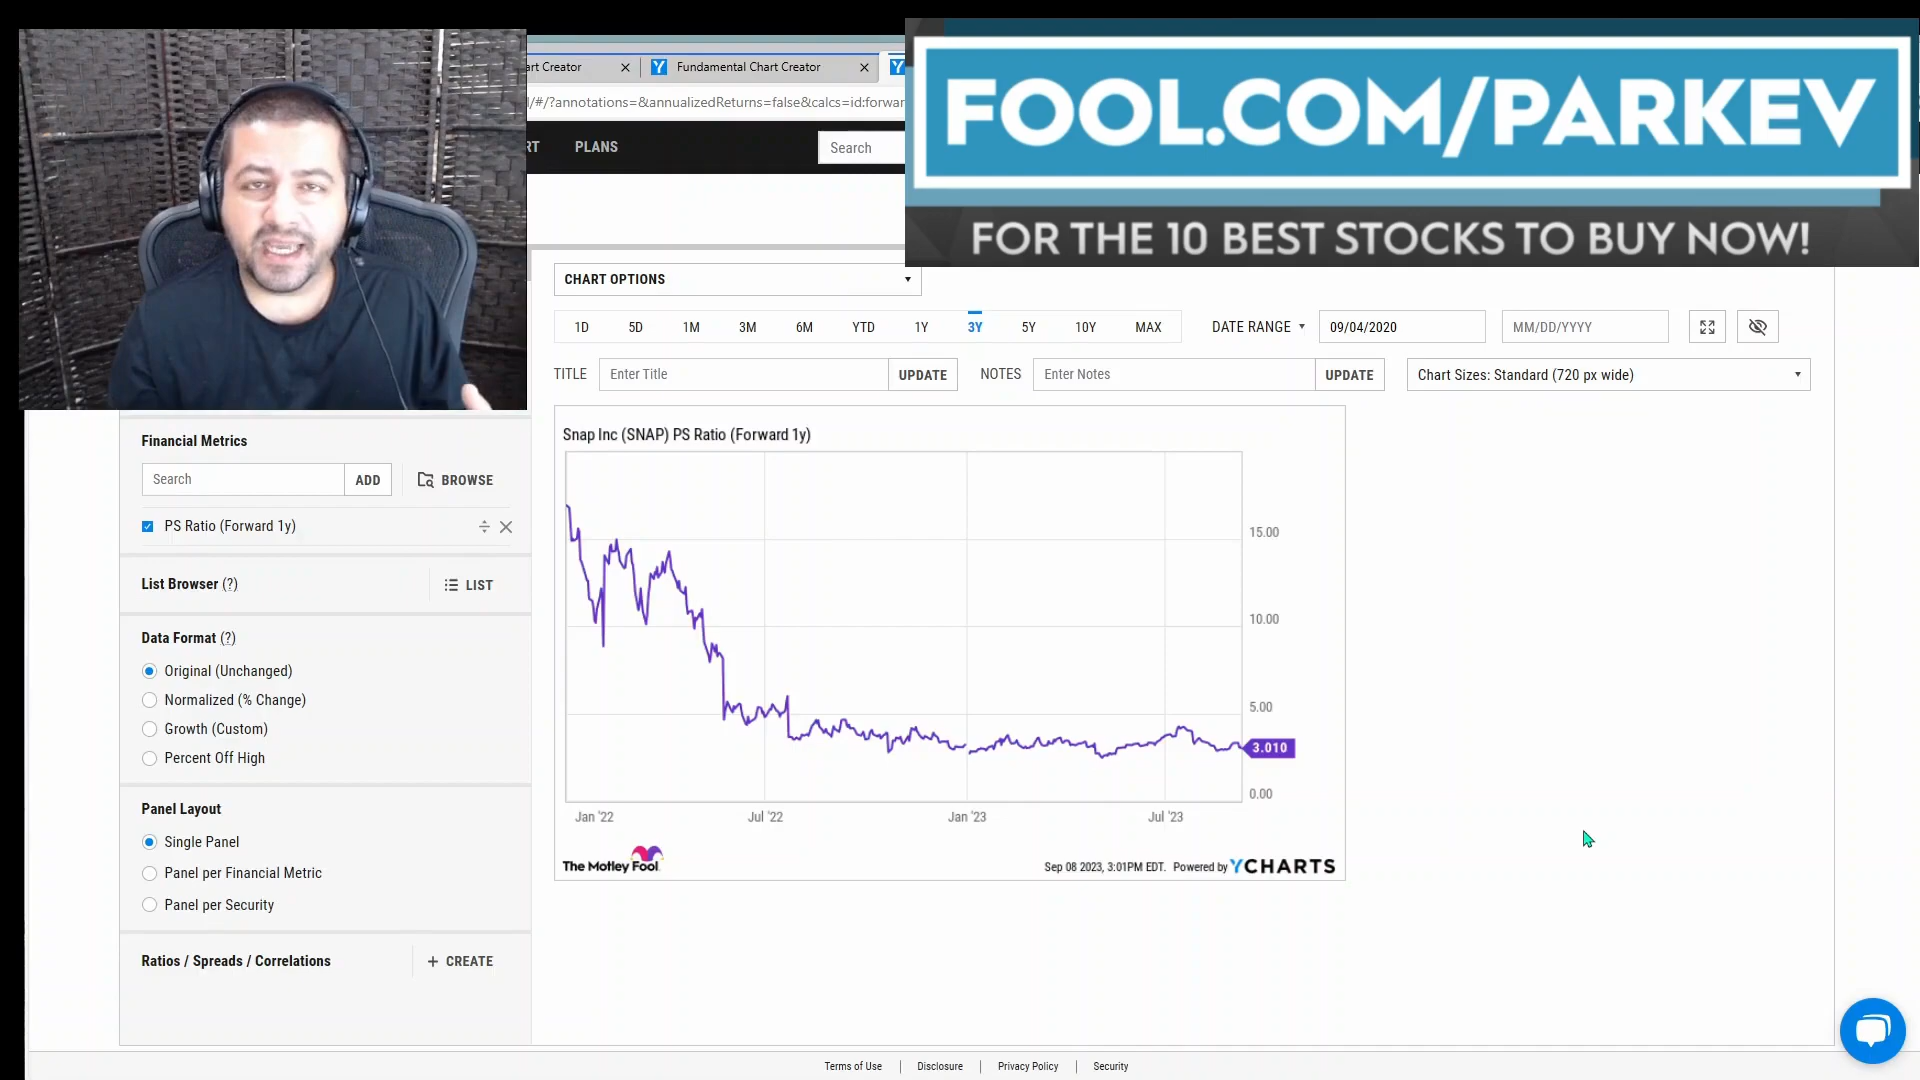 art Creator
Fundamental Chart Creator
l/#/?annotations=&annualizedReturns=false&calcs=id:forwar
RT
PLANS
Search
FOOL.COM/PARKEV
FOR THE 10 BEST STOCKS TO BUY NOW!
CHART OPTIONS
1D 5D 1M 3M 6M YTD 1Y 3Y 5Y 10Y MAX DATE RANGE 09/04/2020 MM/DD/YYYY
TITLE Enter Title UPDATE NOTES Enter Notes UPDATE Chart Sizes: Standard (720 px wide)
Financial Metrics
Search ADD BROWSE
PS Ratio (Forward 1y)
List Browser (?) LIST
Data Format (?)
Original (Unchanged)
Normalized (% Change)
Growth (Custom)
Percent Off High
Panel Layout
Single Panel
Panel per Financial Metric
Panel per Security
Ratios / Spreads / Correlations + CREATE
Snap Inc (SNAP) PS Ratio (Forward 1y)
15.00
10.00
5.00
3.010
0.00
Jan '22 Jul '22 Jan '23 Jul '23
The Motley Fool
Sep 08 2023, 3:01PM EDT. Powered by YCHARTS
Terms of Use | Disclosure | Privacy Policy | Security